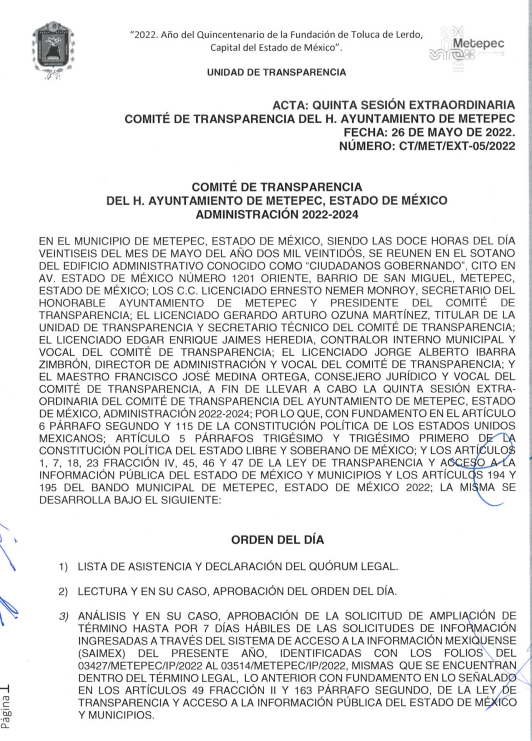 "2022. Año del Quincentenario de la Fundación de Toluca de Lerdo,
Capital del Estado de México".
Metepec
UNIDAD DE TRANSPARENCIA
ACTA: QUINTA SESIÓN EXTRAORDINARIA
COMITÉ DE TRANSPARENCIA DEL H. AYUNTAMIENTO DE METEPEC
FECHA: 26 DE MAYO DE 2022.
NÚMERO: CT/MET/EXT-05/2022
COMITÉ DE TRANSPARENCIA
DEL H. AYUNTAMIENTO DE METEPEC, ESTADO DE MÉXICO
ADMINISTRACIÓN 2022-2024
EN EL MUNICIPIO DE METEPEC, ESTADO DE MÉXICO, SIENDO LAS DOCE HORAS DEL DÍA
VEINTISEIS DEL MES DE MAYO DEL AÑO DOS MIL VEINTIDÓS, SE REUNEN EN EL SOTANO
DEL EDIFICIO ADMINISTRATIVO CONOCIDO COMO "CIUDADANOS GOBERNANDO", CITO EN
AV. ESTADO DE MÉXICO NÚMERO 1201 ORIENTE, BARRIO DE SAN MIGUEL, METEPEC,
ESTADO DE MÉXICO; LOS C.C. LICENCIADO ERNESTO NEMER MONROY, SECRETARIO DEL
HONORABLE AYUNTAMIENTO DE METEPEC Y PRESIDENTE DEL COMITÉ DE
TRANSPARENCIA; EL LICENCIADO GERARDO ARTURO OZUNA MARTÍNEZ, TITULAR DE LA
UNIDAD DE TRANSPARENCIA Y SECRETARIO TÉCNICO DEL COMITÉ DE TRANSPARENCIA;
EL LICENCIADO EDGAR ENRIQUE JAIMES HEREDIA, CONTRALOR INTERNO MUNICIPAL Y
VOCAL DEL COMITÉ DE TRANSPARENCIA; EL LICENCIADO JORGE ALBERTO IBARRA
ZIMBRÓN, DIRECTOR DE ADMINISTRACIÓN Y VOCAL DEL COMITÉ DE TRANSPARENCIA; Y
EL MAESTRO FRANCISCO JOSÉ MEDINA ORTEGA, CONSEJERO JURÍDICO Y VOCAL DEL
COMITÉ DE TRANSPARENCIA, A FIN DE LLEVAR A CABO LA QUINTA SESIÓN EXTRA-
ORDINARIA DEL COMITÉ DE TRANSPARENCIA DEL AYUNTAMIENTO DE METEPEC, ESTADO
DE MÉXICO, ADMINISTRACIÓN 2022-2024; POR LO QUE, CON FUNDAMENTO EN EL ARTÍCULO
6 PÁRRAFO SEGUNDO Y 115 DE LA CONSTITUCIÓN POLÍTICA DE LOS ESTADOS UNIDOS
MEXICANOS; ARTÍCULO 5 PÁRRAFOS TRIGÉSIMO Y TRIGÉSIMO PRIMERO DE LA
CONSTITUCIÓN POLÍTICA DEL ESTADO LIBRE Y SOBERANO DE MÉXICO; Y LOS ARTÍCULOS
1, 7, 18, 23 FRACCIÓN IV, 45, 46 Y 47 DE LA LEY DE TRANSPARENCIA Y ACCESO A LA
INFORMACIÓN PÚBLICA DEL ESTADO DE MÉXICO Y MUNICIPIOS Y LOS ARTÍCULOS 194 Y
195 DEL BANDO MUNICIPAL DE METEPEC, ESTADO DE MÉXICO 2022; LA MISMA SE
DESARROLLA BAJO EL SIGUIENTE:
ORDEN DEL DÍA
1) LISTA DE ASISTENCIA Y DECLARACIÓN DEL QUÓRUM LEGAL.
2) LECTURA Y EN SU CASO, APROBACIÓN DEL ORDEN DEL DÍA.
3) ANÁLISIS Y EN SU CASO, APROBACIÓN DE LA SOLICITUD DE AMPLIACIÓN DE
TÉRMINO HASTA POR 7 DÍAS HÁBILES DE LAS SOLICITUDES DE INFORMACIÓN
INGRESADAS A TRAVÉS DEL SISTEMA DE ACCESO A LA INFORMACIÓN MEXIQUENSE
(SAIMEX) DEL PRESENTE AÑO, IDENTIFICADAS CON LOS FOLIOS DEL
03427/METEPEC/IP/2022 AL 03514/METEPEC/IP/2022, MISMAS QUE SE ENCUENTRAN
DENTRO DEL TÉRMINO LEGAL, LO ANTERIOR CON FUNDAMENTO EN LO SEÑALADO
EN LOS ARTÍCULOS 49 FRACCIÓN II Y 163 PÁRRAFO SEGUNDO, DE LA LEY DE
TRANSPARENCIA Y ACCESO A LA INFORMACIÓN PÚBLICA DEL ESTADO DE MÉXICO
Y MUNICIPIOS.
Página 1